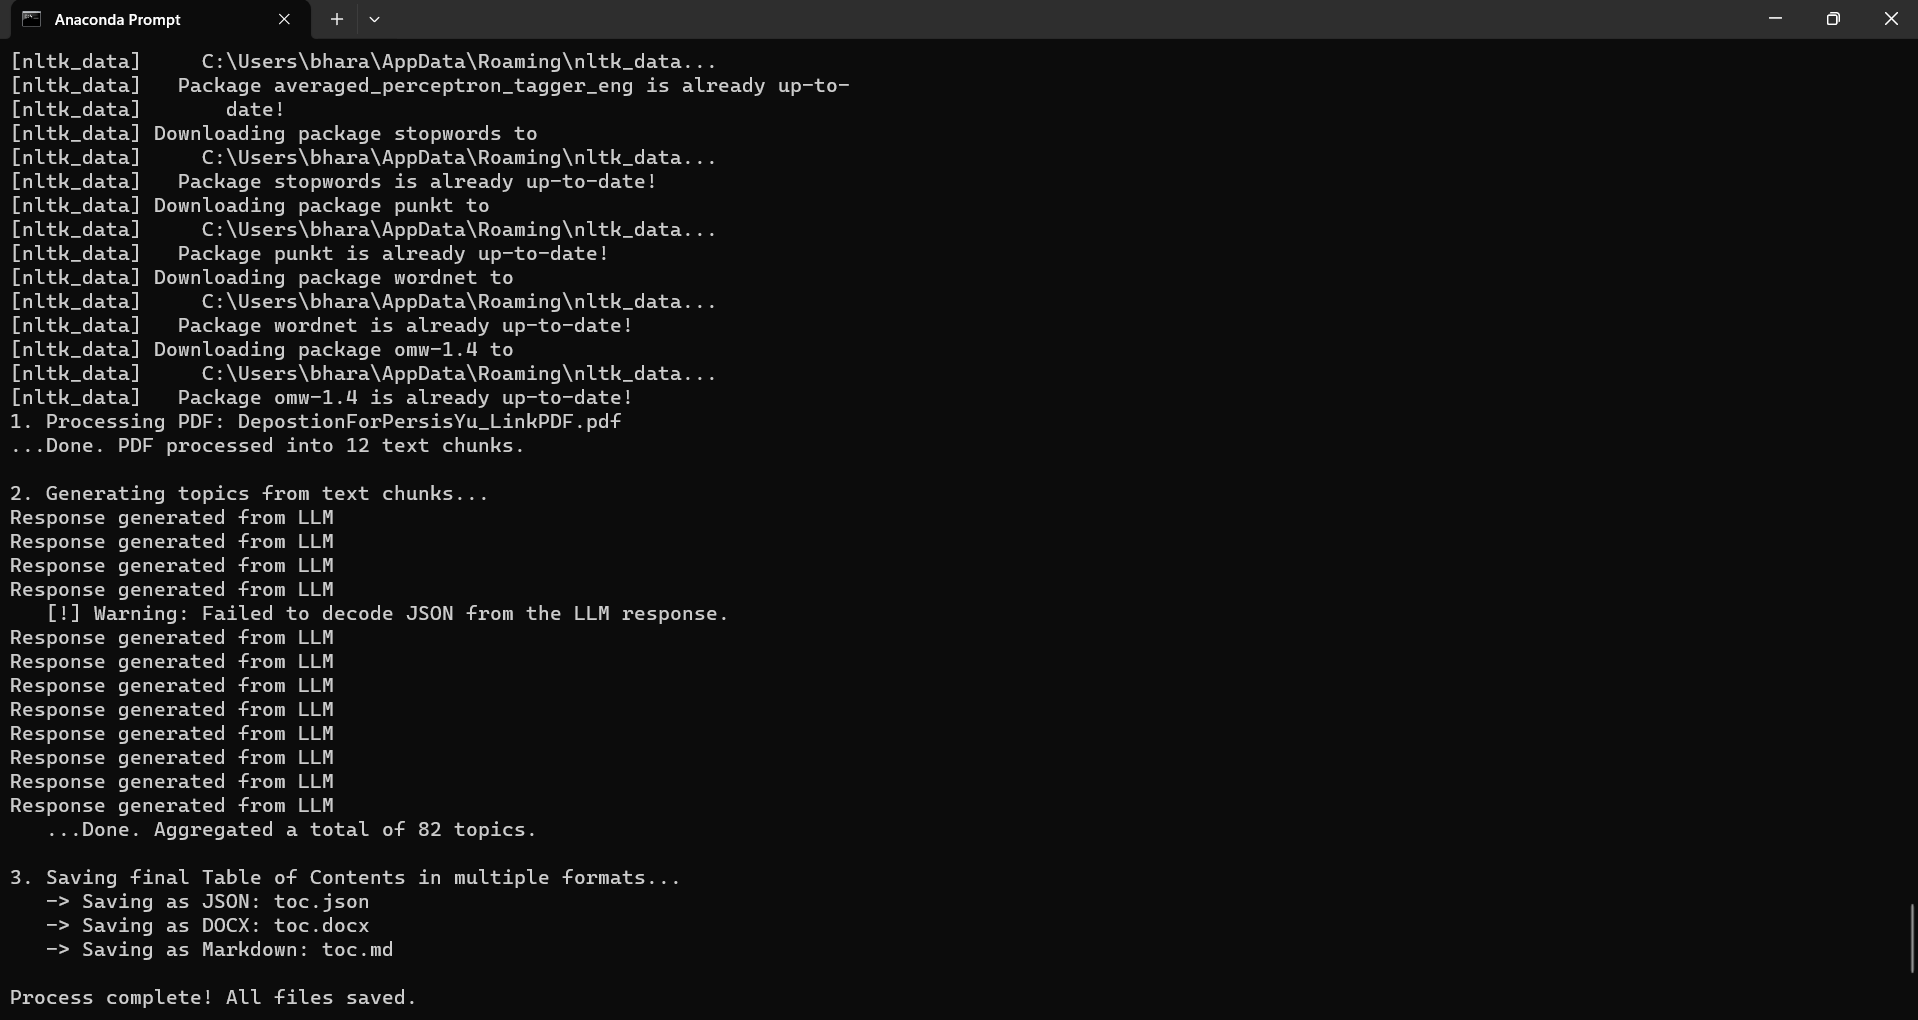 Anaconda Prompt
[nltk_data]     C:\Users\bhara\AppData\Roaming\nltk_data...
[nltk_data]   Package averaged_perceptron_tagger_eng is already up-to-
[nltk_data]       date!
[nltk_data] Downloading package stopwords to
[nltk_data]     C:\Users\bhara\AppData\Roaming\nltk_data...
[nltk_data]   Package stopwords is already up-to-date!
[nltk_data] Downloading package punkt to
[nltk_data]     C:\Users\bhara\AppData\Roaming\nltk_data...
[nltk_data]   Package punkt is already up-to-date!
[nltk_data] Downloading package wordnet to
[nltk_data]     C:\Users\bhara\AppData\Roaming\nltk_data...
[nltk_data]   Package wordnet is already up-to-date!
[nltk_data] Downloading package omw-1.4 to
[nltk_data]     C:\Users\bhara\AppData\Roaming\nltk_data...
[nltk_data]   Package omw-1.4 is already up-to-date!
1. Processing PDF: DepostionForPersisYu_LinkPDF.pdf
...Done. PDF processed into 12 text chunks.

2. Generating topics from text chunks...
Response generated from LLM
Response generated from LLM
Response generated from LLM
Response generated from LLM
   [!] Warning: Failed to decode JSON from the LLM response.
Response generated from LLM
Response generated from LLM
Response generated from LLM
Response generated from LLM
Response generated from LLM
Response generated from LLM
Response generated from LLM
Response generated from LLM
   ...Done. Aggregated a total of 82 topics.

3. Saving final Table of Contents in multiple formats...
   -> Saving as JSON: toc.json
   -> Saving as DOCX: toc.docx
   -> Saving as Markdown: toc.md

Process complete! All files saved.